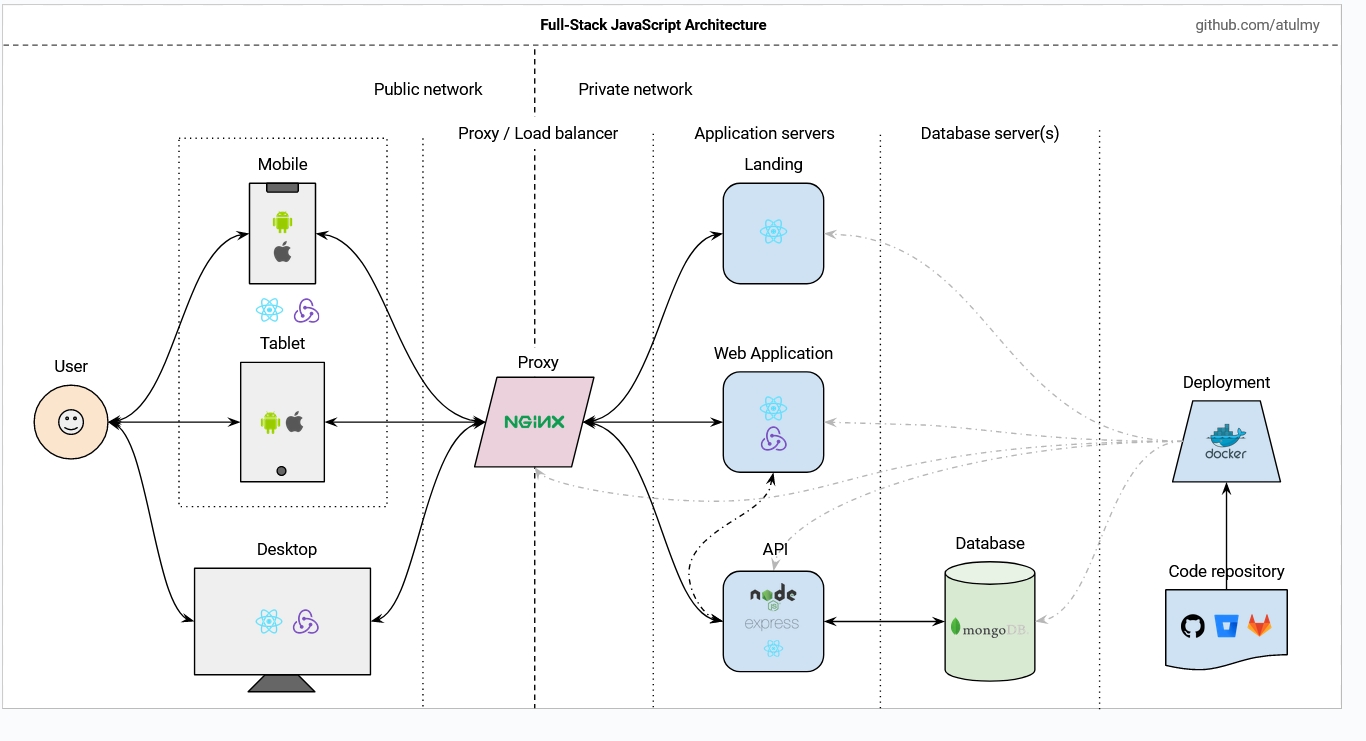 Full-Stack JavaScript Architecture
github.com/atulmy
Public network
Private network
Proxy / Load balancer
Application servers
Database server(s)
Mobile
Landing
Tablet
Web Application
User
Proxy
NGiNX
Deployment
docker
Desktop
API
Database
Code repository
node
JS
express
mongoDB